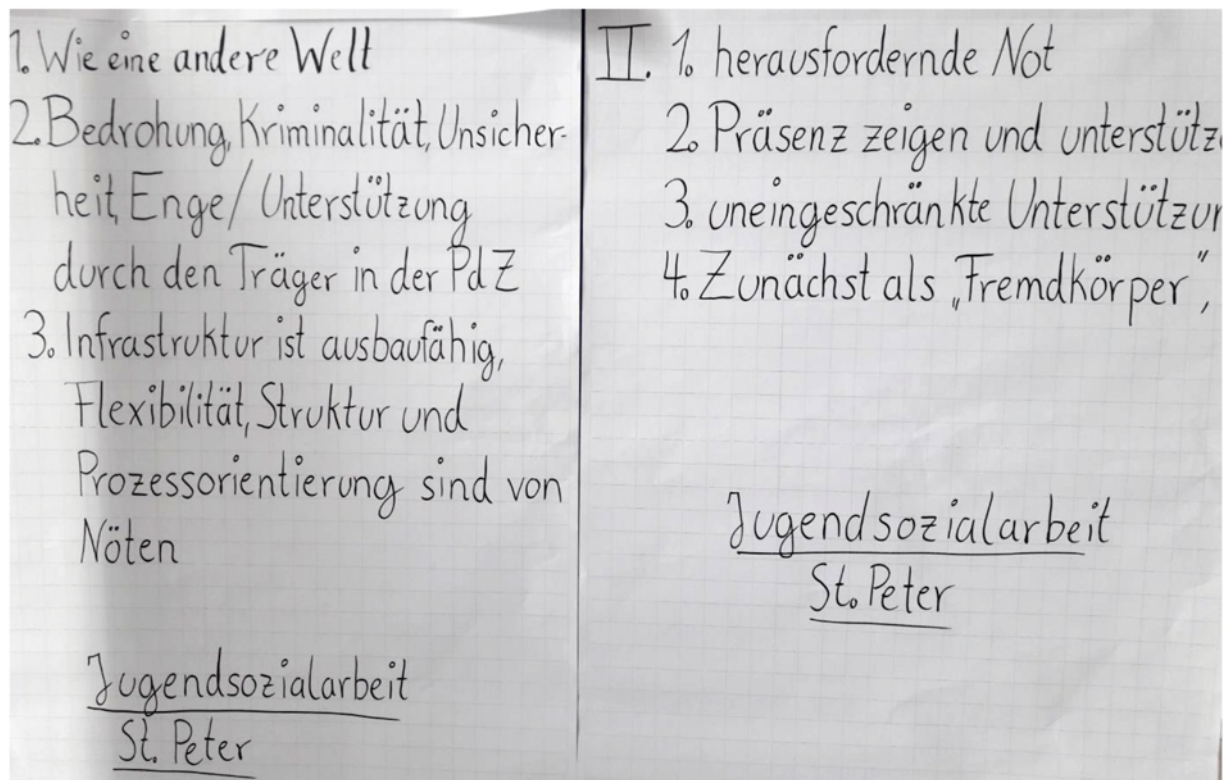 1. Wie eine andere Welt
2. Bedrohung, Kriminalität, Unsicher-
heit, Enge / Unterstützung
durch den Träger in der PdZ
3. Infrastruktur ist ausbaufähig,
Flexibilität, Struktur und
Prozessorientierung sind von
Nöten
Jugendsozialarbeit
St. Peter
II. 1. herausfordernde Not
2. Präsenz zeigen und unterstütz
3. uneingeschränkte Unterstützun
4. Zunächst als „Fremdkörper",
Jugendsozialarbeit
St. Peter